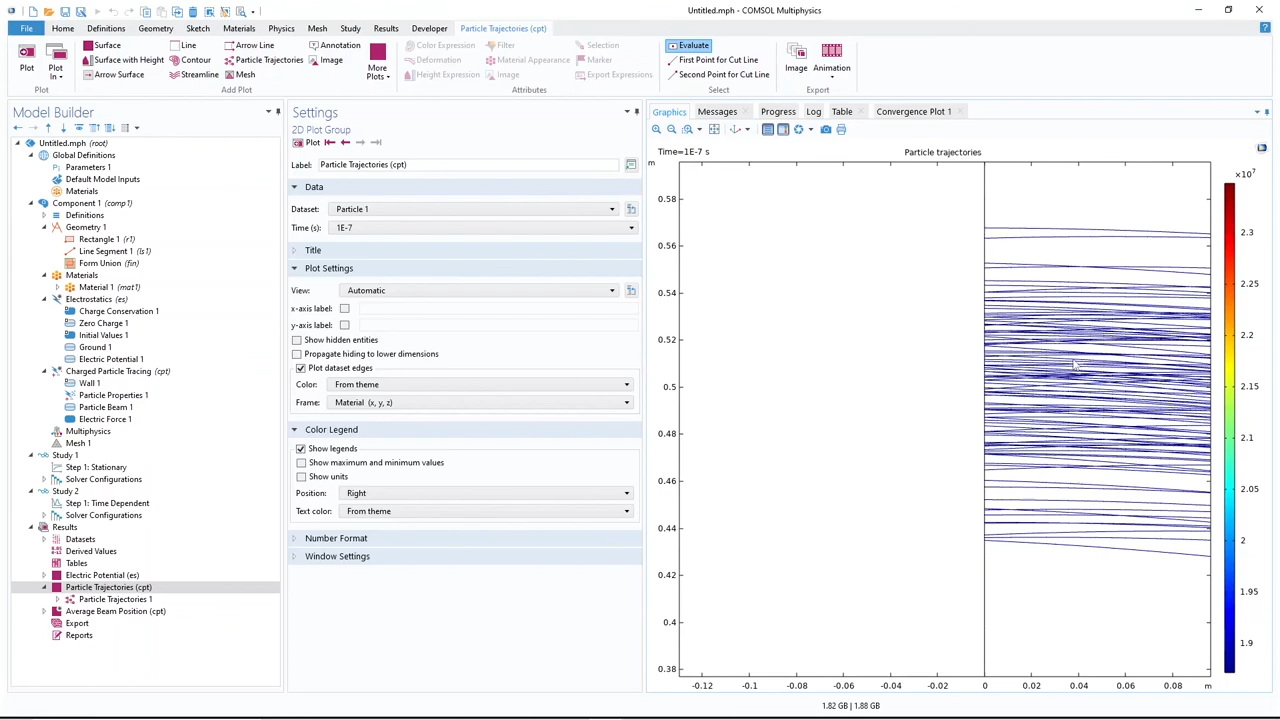 Untitled.mph - COMSOL Multiphysics
File Home Definitions Geometry Sketch Materials Physics Mesh Study Results Developer Particle Trajectories (cpt)
Plot
Plot In
Plot
Surface
Surface with Height
Arrow Surface
Line
Contour
Streamline
Arrow Line
Particle Trajectories
Mesh
Annotation
Image
More Plots
Add Plot
Color Expression
Deformation
Height Expression
Filter
Material Appearance
Image
Selection
Marker
Export Expressions
Attributes
Evaluate
First Point for Cut Line
Second Point for Cut Line
Select
Image
Animation
Export
Model Builder
Untitled.mph (root)
Global Definitions
Parameters 1
Default Model Inputs
Materials
Component 1 (comp1)
Definitions
Geometry 1
Rectangle 1 (r1)
Line Segment 1 (ls1)
Form Union (fin)
Materials
Material 1 (mat1)
Electrostatics (es)
Charge Conservation 1
Zero Charge 1
Initial Values 1
Ground 1
Electric Potential 1
Charged Particle Tracing (cpt)
Wall 1
Particle Properties 1
Particle Beam 1
Electric Force 1
Multiphysics
Mesh 1
Study 1
Step 1: Stationary
Solver Configurations
Study 2
Step 1: Time Dependent
Solver Configurations
Results
Datasets
Derived Values
Tables
Electric Potential (es)
Particle Trajectories (cpt)
Particle Trajectories 1
Average Beam Position (cpt)
Export
Reports
Settings
2D Plot Group
Plot
Label: Particle Trajectories (cpt)
Data
Dataset: Particle 1
Time (s): 1E-7
Title
Plot Settings
View: Automatic
x-axis label:
y-axis label:
Show hidden entities
Propagate hiding to lower dimensions
Plot dataset edges
Color: From theme
Frame: Material (x, y, z)
Color Legend
Show legends
Show maximum and minimum values
Show units
Position: Right
Text color: From theme
Number Format
Window Settings
Graphics Messages Progress Log Table Convergence Plot 1
Time=1E-7 s
Particle trajectories
m
0.58
0.56
0.54
0.52
0.5
0.48
0.46
0.44
0.42
0.4
0.38
-0.12 -0.1 -0.08 -0.06 -0.04 -0.02 0 0.02 0.04 0.06 0.08 m
×10⁷
2.3
2.25
2.2
2.15
2.1
2.05
2
1.95
1.9
1.82 GB | 1.88 GB